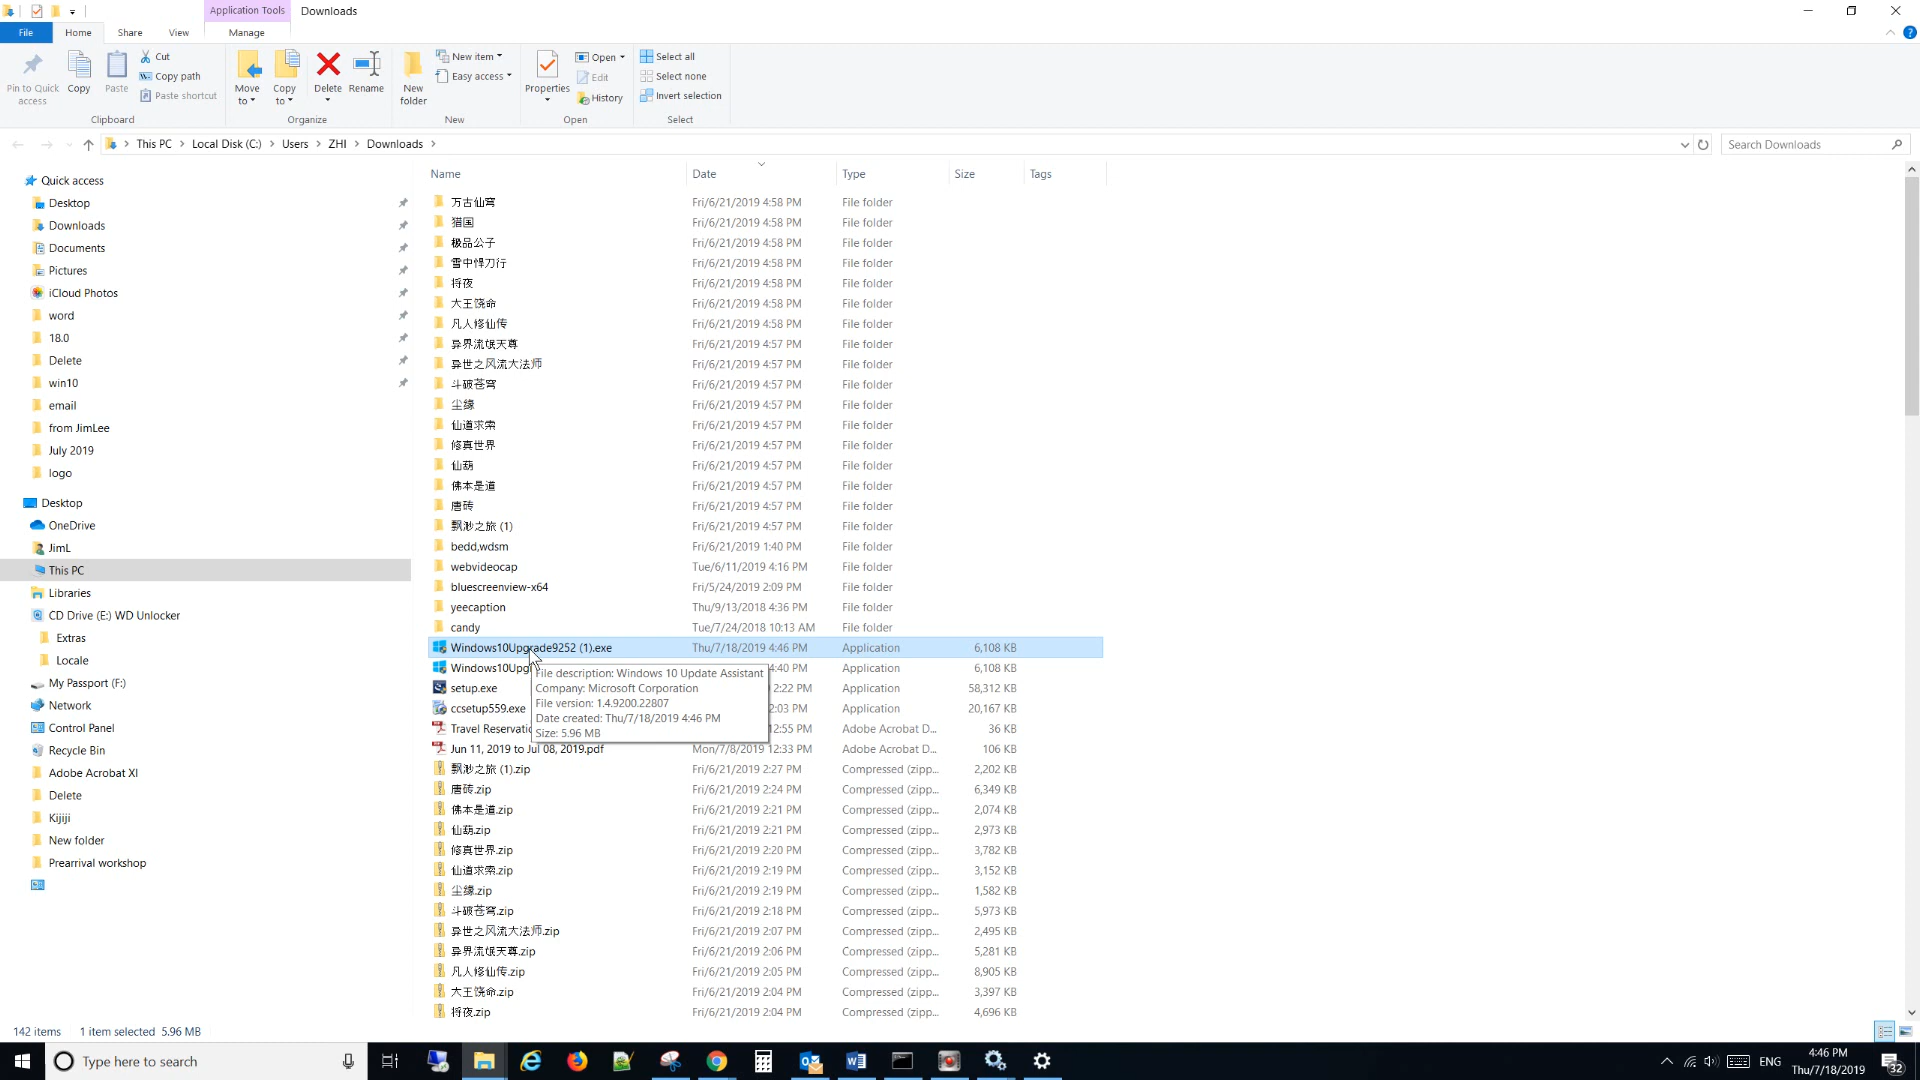 Application Tools Downloads
File Home Share View Manage
Pin to Quick access
Copy
Paste
Cut
Copy path
Paste shortcut
Clipboard
Move to
Copy to
Delete
Rename
Organize
New folder
New item
Easy access
New
Properties
Open
Edit
History
Open
Select all
Select none
Invert selection
Select
This PC > Local Disk (C:) > Users > ZHI > Downloads >
Search Downloads
Quick access
Desktop
Downloads
Documents
Pictures
iCloud Photos
word
18.0
Delete
win10
email
from JimLee
July 2019
logo
Desktop
OneDrive
JimL
This PC
Libraries
CD Drive (E:) WD Unlocker
Extras
Locale
My Passport (F:)
Network
Control Panel
Recycle Bin
Adobe Acrobat XI
Delete
Kijiji
New folder
Prearrival workshop
Name Date Type Size Tags
万古仙穹 Fri/6/21/2019 4:58 PM File folder
猎国 Fri/6/21/2019 4:58 PM File folder
极品公子 Fri/6/21/2019 4:58 PM File folder
雪中悍刀行 Fri/6/21/2019 4:58 PM File folder
将夜 Fri/6/21/2019 4:58 PM File folder
大王饶命 Fri/6/21/2019 4:58 PM File folder
凡人修仙传 Fri/6/21/2019 4:58 PM File folder
异界流氓天尊 Fri/6/21/2019 4:57 PM File folder
异世之风流大法师 Fri/6/21/2019 4:57 PM File folder
斗破苍穹 Fri/6/21/2019 4:57 PM File folder
尘缘 Fri/6/21/2019 4:57 PM File folder
仙道求索 Fri/6/21/2019 4:57 PM File folder
修真世界 Fri/6/21/2019 4:57 PM File folder
仙葫 Fri/6/21/2019 4:57 PM File folder
佛本是道 Fri/6/21/2019 4:57 PM File folder
唐砖 Fri/6/21/2019 4:57 PM File folder
飘渺之旅 (1) Fri/6/21/2019 4:57 PM File folder
bedd,wdsm Fri/6/21/2019 1:40 PM File folder
webvideocap Tue/6/11/2019 4:16 PM File folder
bluescreenview-x64 Fri/5/24/2019 2:09 PM File folder
yeecaption Thu/9/13/2018 4:36 PM File folder
candy Tue/7/24/2018 10:13 AM File folder
Windows10Upgrade9252 (1).exe Thu/7/18/2019 4:46 PM Application 6,108 KB
Windows10Upg 4:40 PM Application 6,108 KB
setup.exe 2:22 PM Application 58,312 KB
ccsetup559.exe 2:03 PM Application 20,167 KB
Travel Reservati 12:55 PM Adobe Acrobat D... 36 KB
Jun 11, 2019 to Jul 08, 2019.pdf Mon/7/8/2019 12:33 PM Adobe Acrobat D... 106 KB
File description: Windows 10 Update Assistant
Company: Microsoft Corporation
File version: 1.4.9200.22807
Date created: Thu/7/18/2019 4:46 PM
Size: 5.96 MB
飘渺之旅 (1).zip Fri/6/21/2019 2:27 PM Compressed (zipp... 2,202 KB
唐砖.zip Fri/6/21/2019 2:24 PM Compressed (zipp... 6,349 KB
佛本是道.zip Fri/6/21/2019 2:21 PM Compressed (zipp... 2,074 KB
仙葫.zip Fri/6/21/2019 2:21 PM Compressed (zipp... 2,973 KB
修真世界.zip Fri/6/21/2019 2:20 PM Compressed (zipp... 3,782 KB
仙道求索.zip Fri/6/21/2019 2:19 PM Compressed (zipp... 3,152 KB
尘缘.zip Fri/6/21/2019 2:19 PM Compressed (zipp... 1,582 KB
斗破苍穹.zip Fri/6/21/2019 2:18 PM Compressed (zipp... 5,973 KB
异世之风流大法师.zip Fri/6/21/2019 2:07 PM Compressed (zipp... 2,495 KB
异界流氓天尊.zip Fri/6/21/2019 2:06 PM Compressed (zipp... 5,281 KB
凡人修仙传.zip Fri/6/21/2019 2:05 PM Compressed (zipp... 8,905 KB
大王饶命.zip Fri/6/21/2019 2:04 PM Compressed (zipp... 3,397 KB
将夜.zip Fri/6/21/2019 2:04 PM Compressed (zipp... 4,696 KB
142 items 1 item selected 5.96 MB
Type here to search
ENG
4:46 PM
Thu/7/18/2019
32